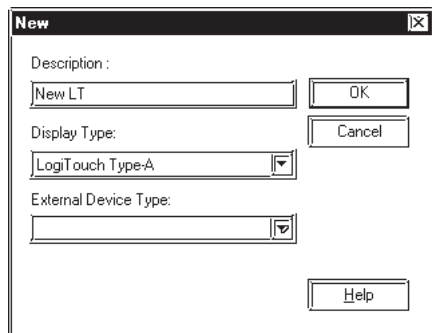 New
Description :
New LT
OK
Display Type:
Cancel
LogiTouch Type-A
External Device Type:
Help